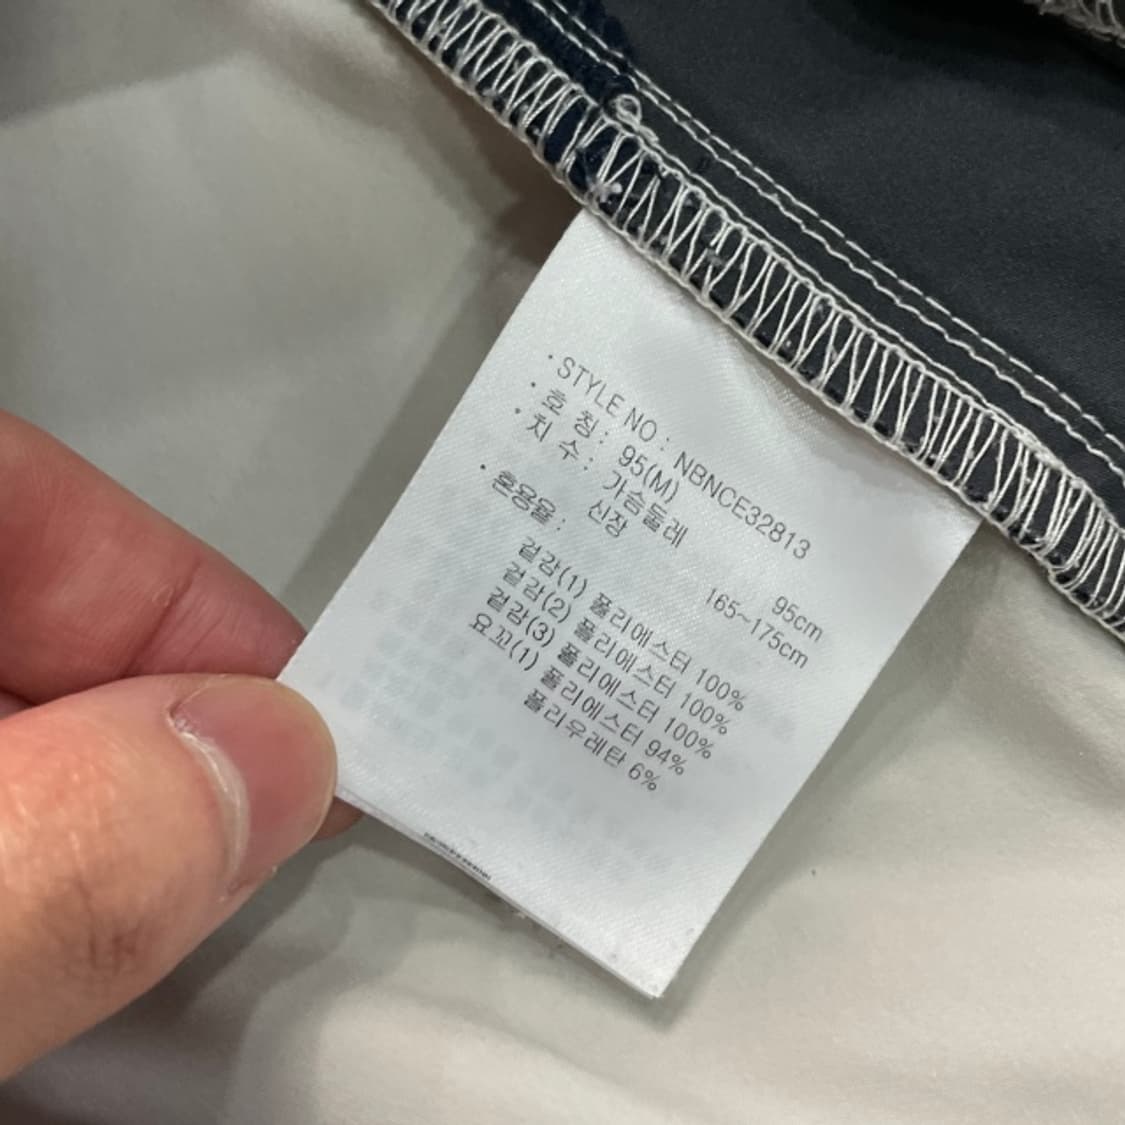 · STYLE NO : NBNCE32813
· 호 칭 : 95(M)
· 치 수 : 가슴둘레 95cm
신장 165~175cm
· 혼용율 :
겉감(1) 폴리에스터 100%
겉감(2) 폴리에스터 100%
겉감(3) 폴리에스터 100%
요꼬(1) 폴리에스터 94%
폴리우레탄 6%